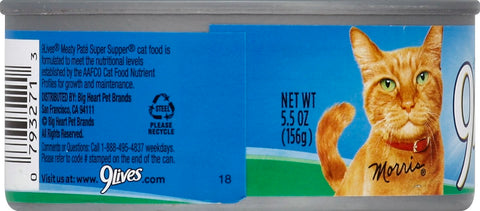 9Lives® Meaty Paté Super Supper® cat food is
formulated to meet the nutritional levels
established by the AAFCO Cat Food Nutrient
Profiles for growth and maintenance.
DISTRIBUTED BY: Big Heart Pet Brands
San Francisco, CA 94111
© Big Heart Pet Brands
All Rights Reserved.
Comments or Questions: Call 1-888-495-4837 weekdays.
Please refer to code # stamped on the end of the can.
Visit us at: www.9Lives.com
18
0 79327 1 3
STEEL
PLEASE
RECYCLE
NET WT
5.5 OZ
(156g)
Morris
9